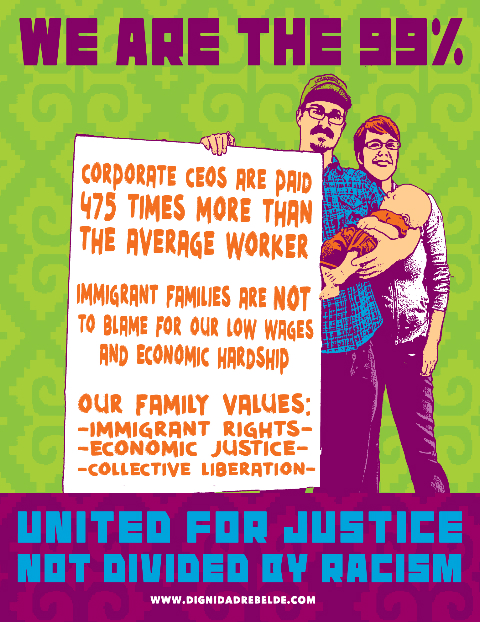 WE ARE THE 99%
CORPORATE CEOS ARE PAID
475 TIMES MORE THAN
THE AVERAGE WORKER
IMMIGRANT FAMILIES ARE NOT
TO BLAME FOR OUR LOW WAGES
AND ECONOMIC HARDSHIP
OUR FAMILY VALUES:
-IMMIGRANT RIGHTS-
-ECONOMIC JUSTICE-
-COLLECTIVE LIBERATION-
UNITED FOR JUSTICE
NOT DIVIDED BY RACISM
WWW.DIGNIDADREBELDE.COM